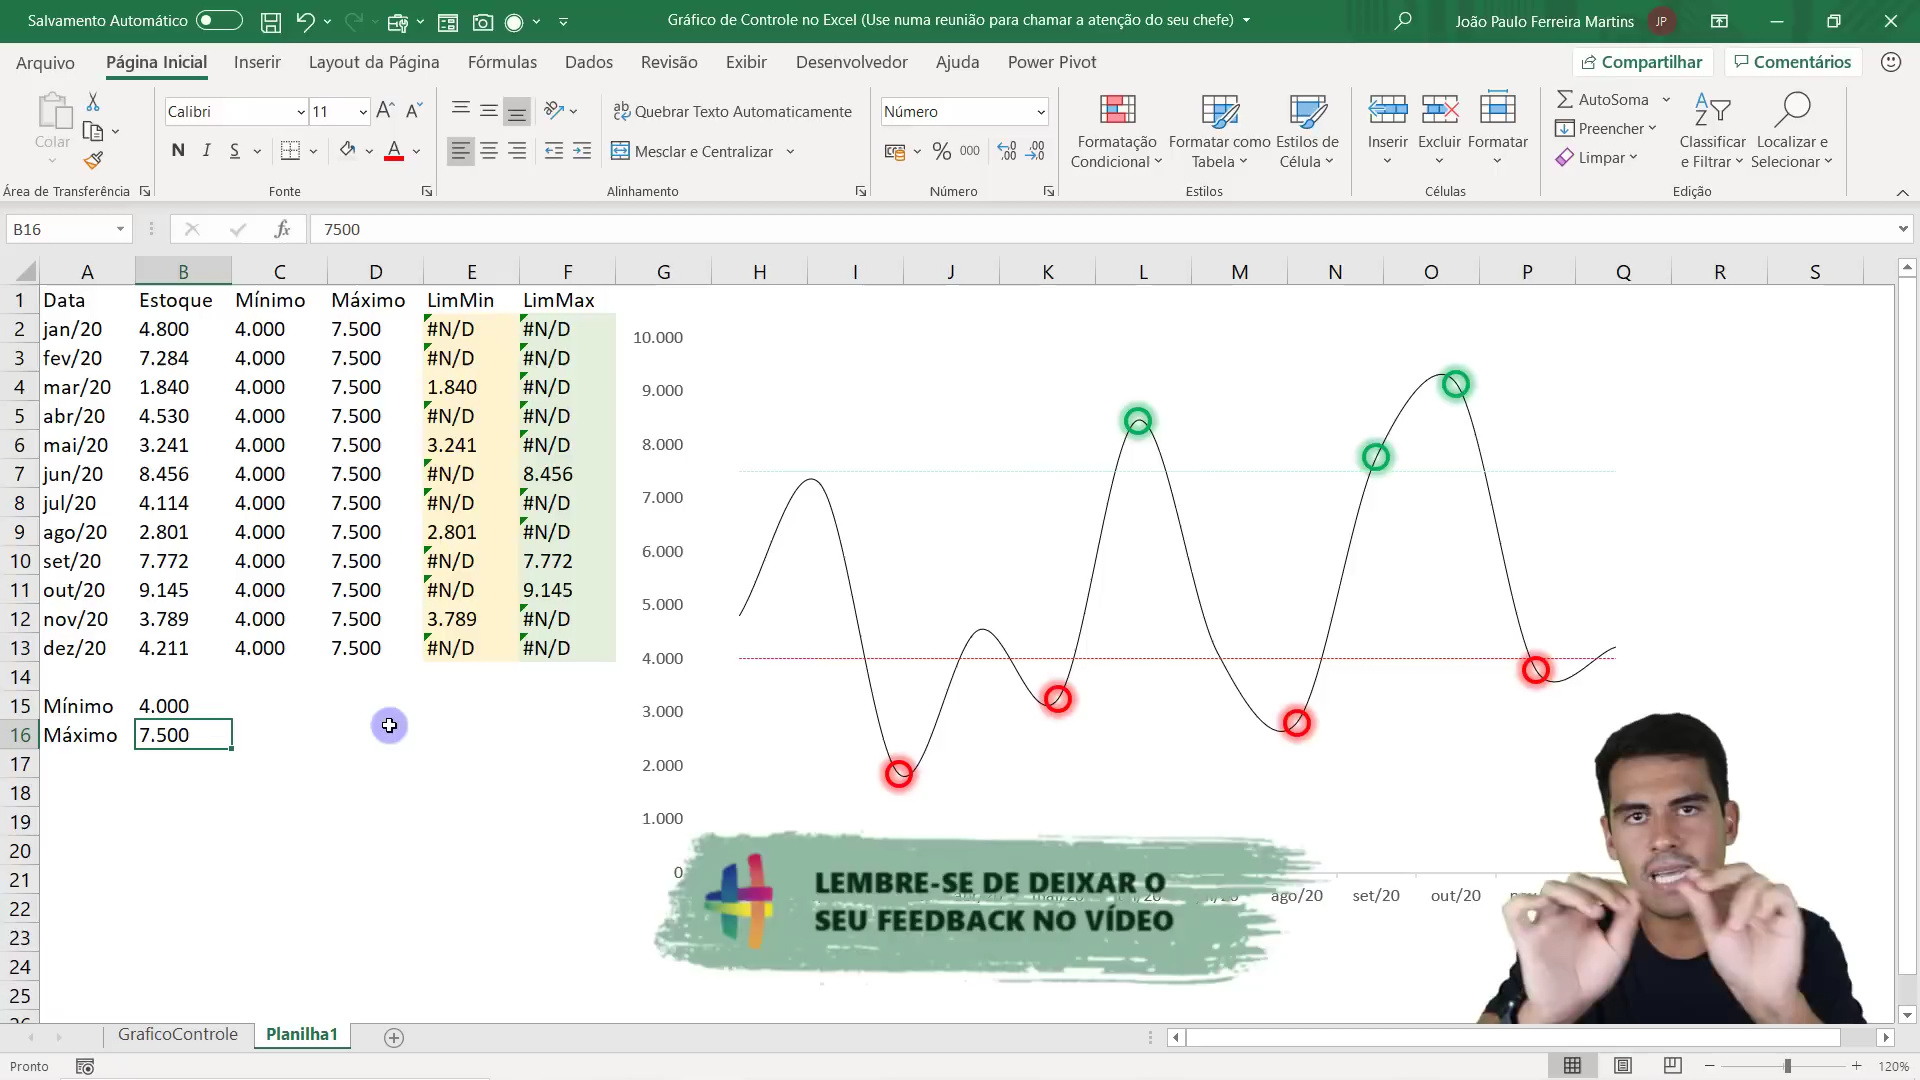 Salvamento Automático
Gráfico de Controle no Excel (Use numa reunião para chamar a atenção do seu chefe)
João Paulo Ferreira Martins JP
Arquivo Página Inicial Inserir Layout da Página Fórmulas Dados Revisão Exibir Desenvolvedor Ajuda Power Pivot Compartilhar Comentários
Colar
Calibri 11
N I S
Quebrar Texto Automaticamente
Mesclar e Centralizar
Número
% 000
Formatação Condicional
Formatar como Tabela
Estilos de Célula
Inserir Excluir Formatar
AutoSoma
Preencher
Limpar
Classificar e Filtrar
Localizar e Selecionar
Área de Transferência Fonte Alinhamento Número Estilos Células Edição
B16 fx 7500
A B C D E F G H I J K L M N O P Q R S
1 Data Estoque Mínimo Máximo LimMin LimMax
2 jan/20 4.800 4.000 7.500 #N/D #N/D
3 fev/20 7.284 4.000 7.500 #N/D #N/D
4 mar/20 1.840 4.000 7.500 1.840 #N/D
5 abr/20 4.530 4.000 7.500 #N/D #N/D
6 mai/20 3.241 4.000 7.500 3.241 #N/D
7 jun/20 8.456 4.000 7.500 #N/D 8.456
8 jul/20 4.114 4.000 7.500 #N/D #N/D
9 ago/20 2.801 4.000 7.500 2.801 #N/D
10 set/20 7.772 4.000 7.500 #N/D 7.772
11 out/20 9.145 4.000 7.500 #N/D 9.145
12 nov/20 3.789 4.000 7.500 3.789 #N/D
13 dez/20 4.211 4.000 7.500 #N/D #N/D
14
15 Mínimo 4.000
16 Máximo 7.500
17
18
19
20
21
22
23
24
25
10.000
9.000
8.000
7.000
6.000
5.000
4.000
3.000
2.000
1.000
0
ago/20 set/20 out/20
LEMBRE-SE DE DEIXAR O
SEU FEEDBACK NO VÍDEO
GraficoControle Planilha1
Pronto
120%